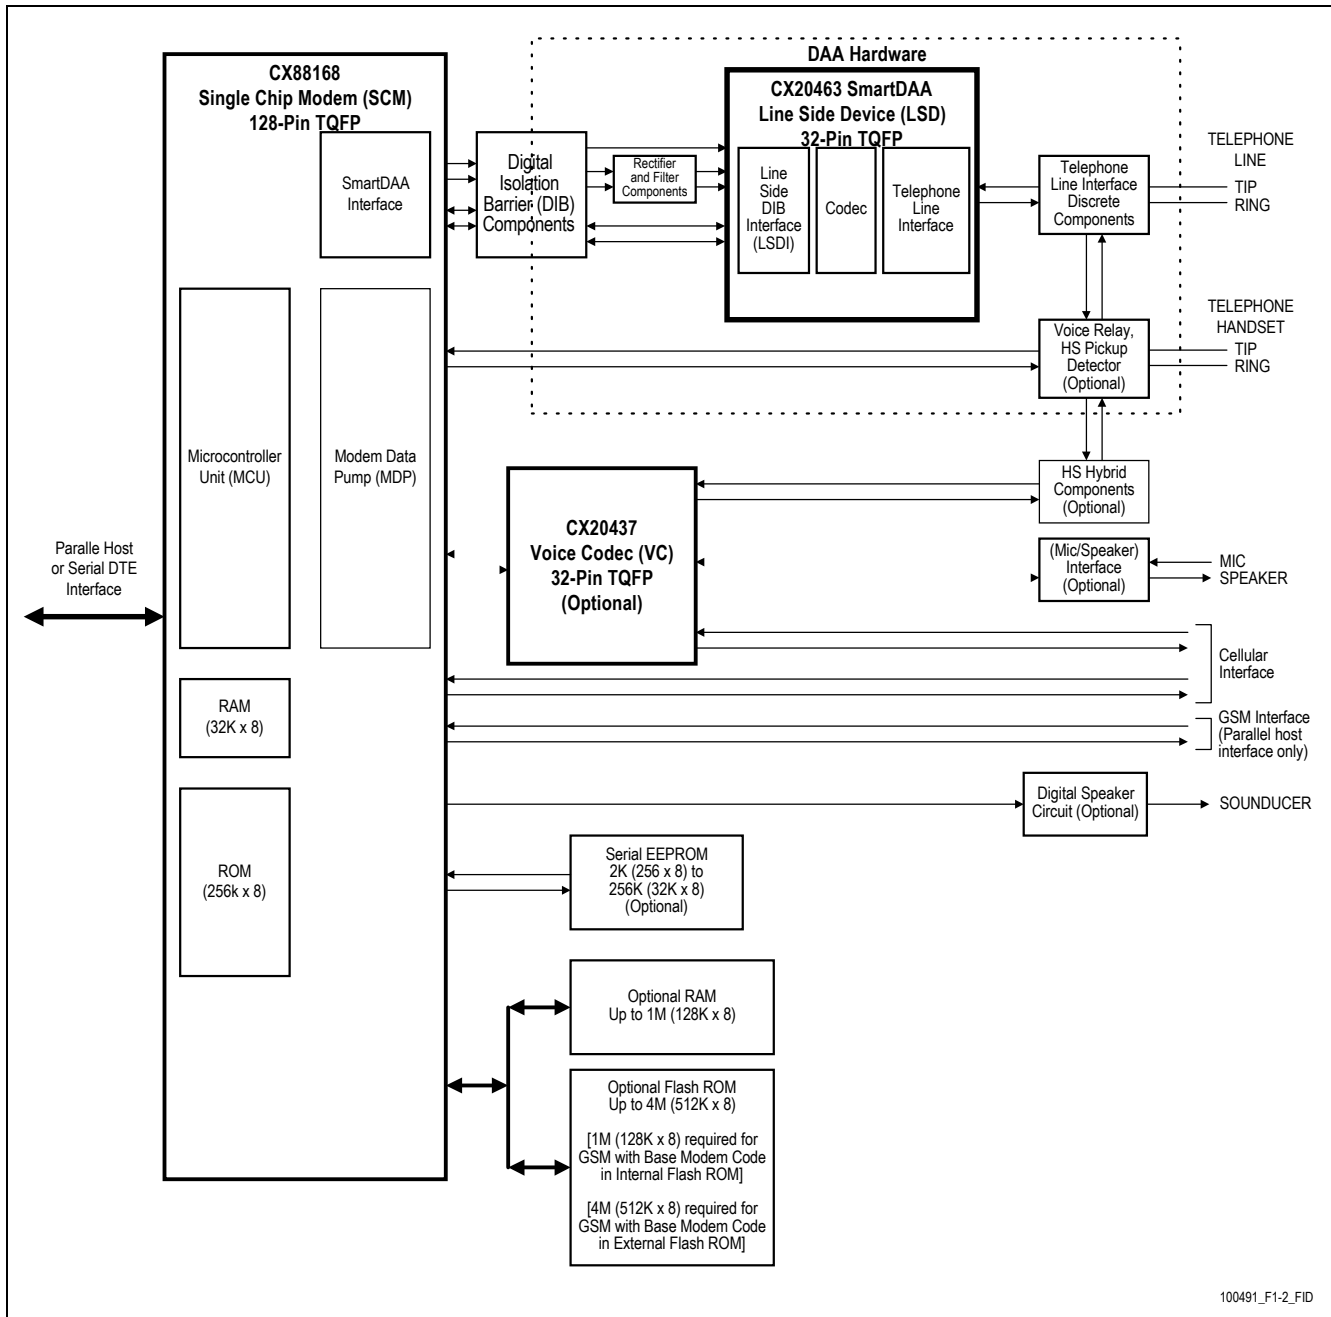 DAA Hardware
CX88168
Single Chip Modem (SCM)
128-Pin TQFP
SmartDAA
Interface
Digital
Isolation
Barrier (DIB)
Components
Rectifier
and Filter
Components
CX20463 SmartDAA
Line Side Device (LSD)
32-Pin TQFP
Line
Side
DIB
Interface
(LSDI)
Codec
Telephone
Line
Interface
Telephone
Line Interface
Discrete
Components
TELEPHONE
LINE
TIP
RING
Voice Relay,
HS Pickup
Detector
(Optional)
TELEPHONE
HANDSET
TIP
RING
Microcontroller
Unit (MCU)
Modem Data
Pump (MDP)
HS Hybrid
Components
(Optional)
CX20437
Voice Codec (VC)
32-Pin TQFP
(Optional)
(Mic/Speaker)
Interface
(Optional)
MIC
SPEAKER
Paralle Host
or Serial DTE
Interface
Cellular
Interface
RAM
(32K x 8)
GSM Interface
(Parallel host
interface only)
Digital Speaker
Circuit (Optional)
SOUNDUCER
ROM
(256k x 8)
Serial EEPROM
2K (256 x 8) to
256K (32K x 8)
(Optional)
Optional RAM
Up to 1M (128K x 8)
Optional Flash ROM
Up to 4M (512K x 8)
[1M (128K x 8) required for
GSM with Base Modem Code
in Internal Flash ROM]
[4M (512K x 8) required for
GSM with Base Modem Code
in External Flash ROM]
100491_F1-2_FID